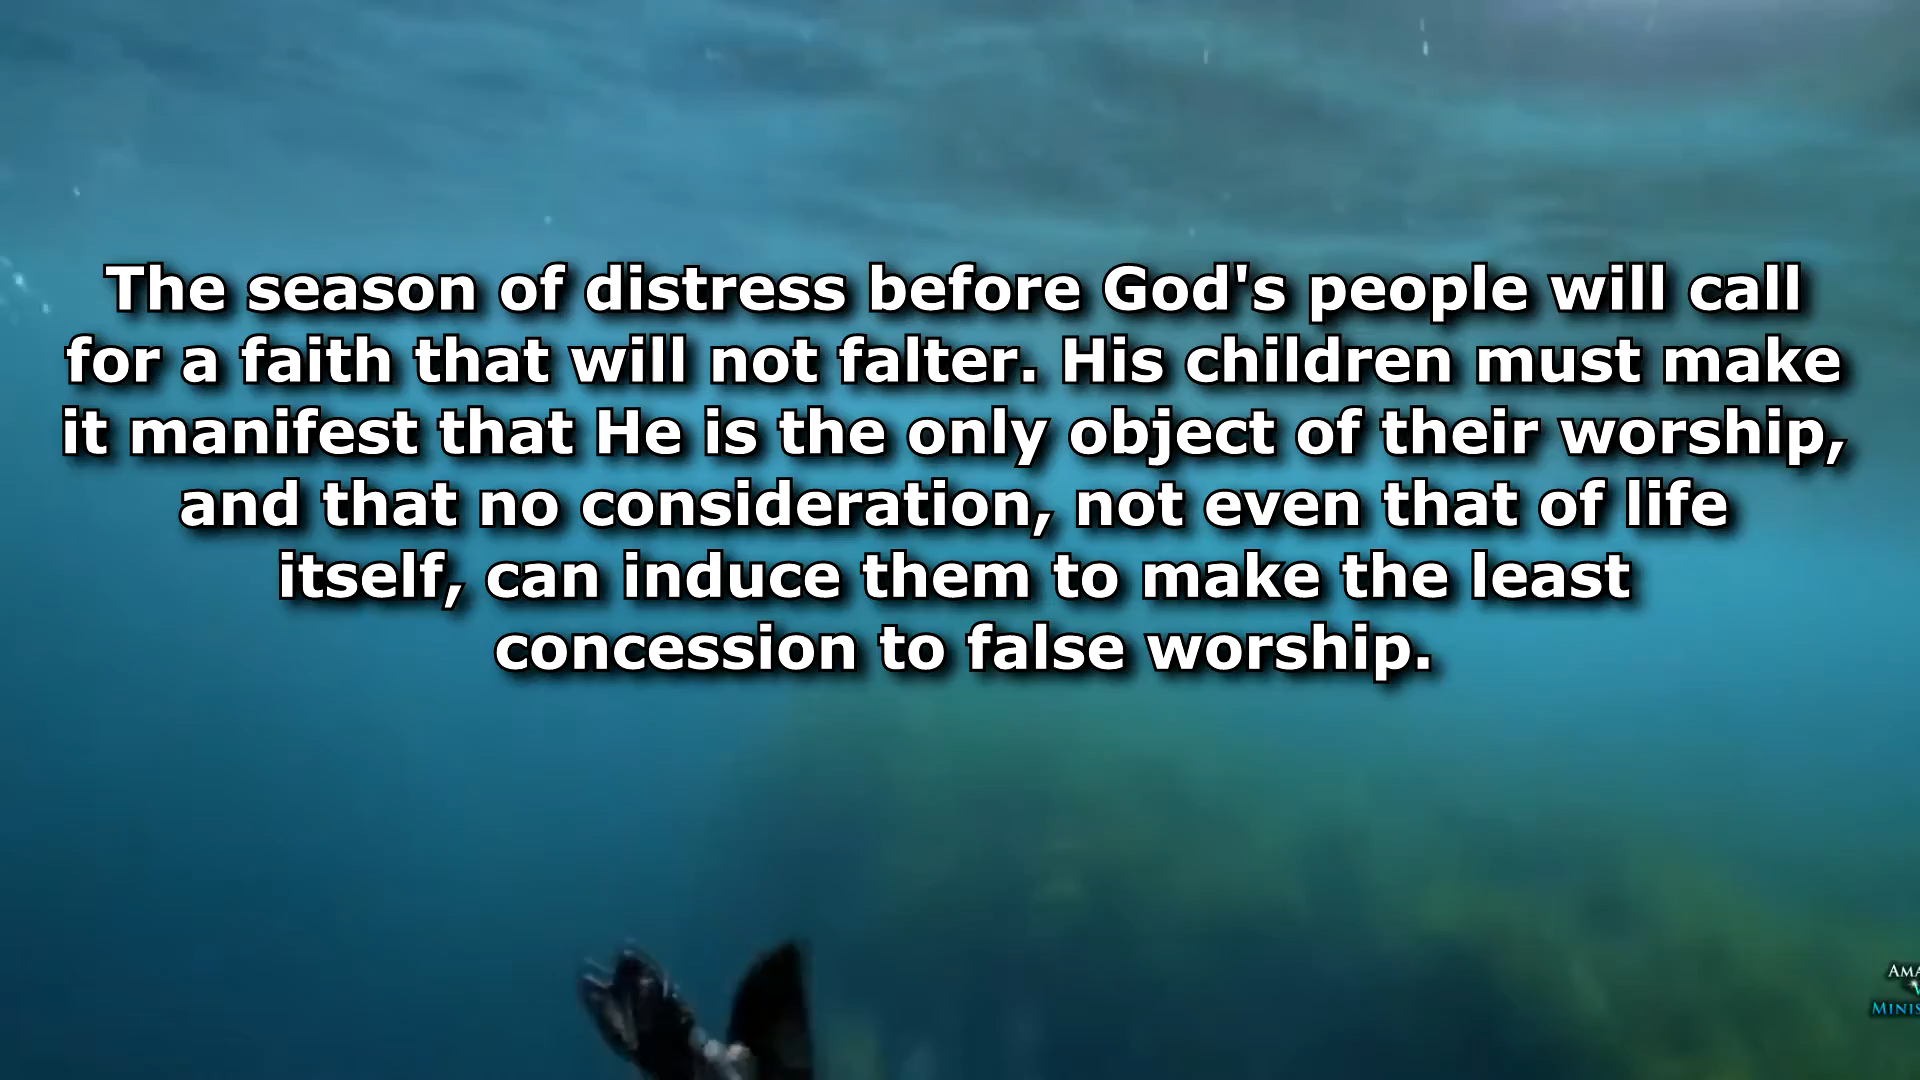 The season of distress before God's people will call
for a faith that will not falter. His children must make
it manifest that He is the only object of their worship,
and that no consideration, not even that of life
itself, can induce them to make the least
concession to false worship.